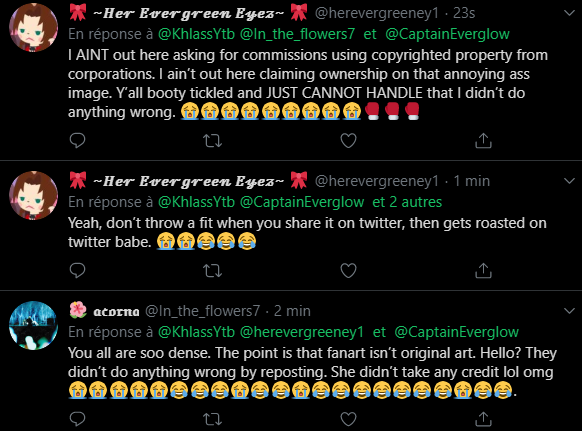 🎀 ~𝓗𝓮𝓻 𝓔𝓿𝓮𝓻𝓰𝓻𝓮𝓮𝓷 𝓔𝔂𝓮𝔃~ 🎀 @herevergreeney1 · 23s
En réponse à @KhlassYtb @In_the_flowers7 et @CaptainEverglow
I AINT out here asking for commissions using copyrighted property from
corporations. I ain’t out here claiming ownership on that annoying ass
image. Y’all booty tickled and JUST CANNOT HANDLE that I didn’t do
anything wrong. 😭😭😭😭😭😭😭😭😭🥊🥊🥊
🎀 ~𝓗𝓮𝓻 𝓔𝓿𝓮𝓻𝓰𝓻𝓮𝓮𝓷 𝓔𝔂𝓮𝔃~ 🎀 @herevergreeney1 · 1 min
En réponse à @KhlassYtb @CaptainEverglow et 2 autres
Yeah, don’t throw a fit when you share it on twitter, then gets roasted on
twitter babe. 😭😭😂😂😂
🌺 𝖆𝖈𝖔𝖗𝖓𝖆 @In_the_flowers7 · 2 min
En réponse à @KhlassYtb @herevergreeney1 et @CaptainEverglow
You all are soo dense. The point is that fanart isn’t original art. Hello? They
didn’t do anything wrong by reposting. She didn’t take any credit lol omg
😭😭😭😭😭😂😂😂😭😂😂😭😂😂😂😂😂😂😂😭😂😂.